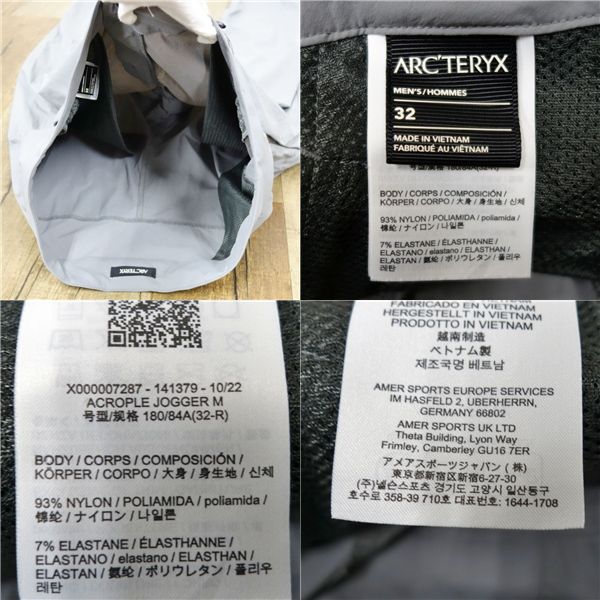 ARC'TERYX
ARC'TERYX
MEN'S/HOMMES
32
MADE IN VIETNAM
FABRIQUÉ AU VIÊTNAM
号型/规格 180/84A(32-R)
BODY / CORPS / COMPOSICIÓN /
KÖRPER / CORPO / 大身 / 身生地 / 신체
93% NYLON / POLIAMIDA / poliamida /
锦纶 / ナイロン / 나일론
7% ELASTANE / ÉLASTHANNE /
ELASTANO / elastano / ELASTHAN /
ELASTAN / 氨纶 / ポリウレタン / 폴리우
레탄
X000007287 - 141379 - 10/22
ACROPLE JOGGER M
号型/规格 180/84A(32-R)
BODY / CORPS / COMPOSICIÓN /
KÖRPER / CORPO / 大身 / 身生地 / 신체
93% NYLON / POLIAMIDA / poliamida /
锦纶 / ナイロン / 나일론
7% ELASTANE / ÉLASTHANNE /
ELASTANO / elastano / ELASTHAN /
ELASTAN / 氨纶 / ポリウレタン / 폴리우
레탄
FABRICADO EN VIETNAM
HERGESTELLT IN VIETNAM
PRODOTTO IN VIETNAM
越南制造
ベトナム製
제조국명 베트남
AMER SPORTS EUROPE SERVICES
IM HASFELD 2, UBERHERRN,
GERMANY 66802
AMER SPORTS UK LTD
Theta Building, Lyon Way
Frimley, Camberley GU16 7ER
アメアスポーツジャパン (株)
東京都新宿区新宿6-27-30
(주)넬슨스포츠 경기도 고양시 일산동구
호수로 358-39 710호 대표번호: 1644-1708